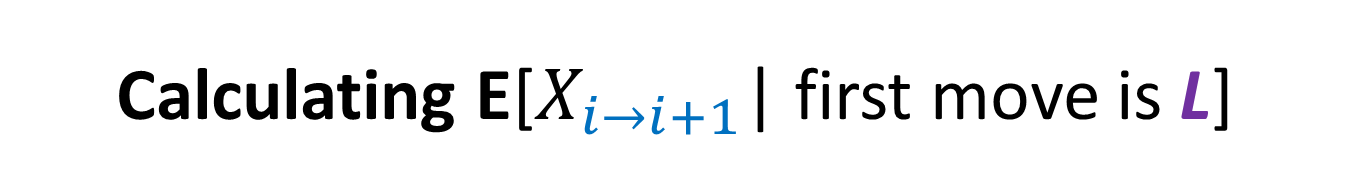 Calculating E[X_{i→i+1} | first move is L]